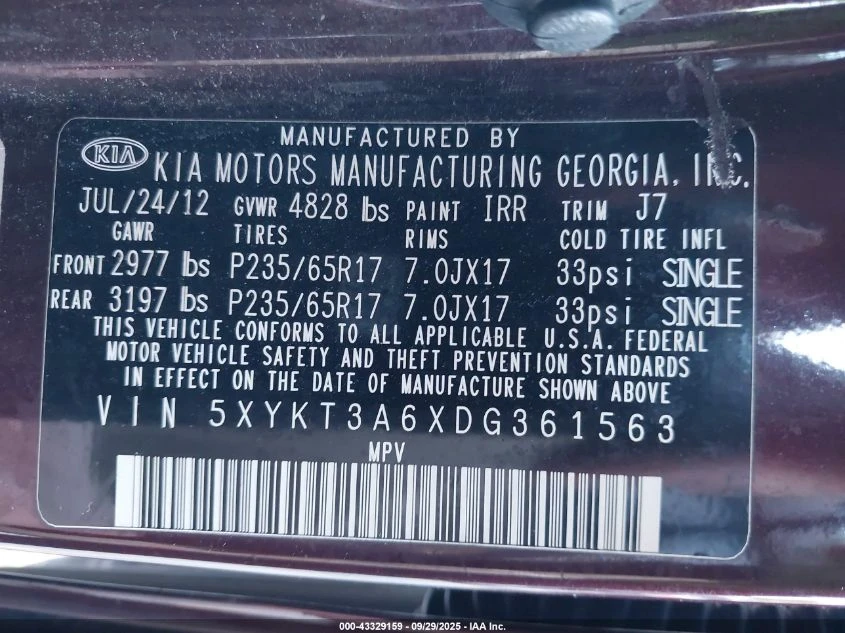 MANUFACTURED BY
KIA KIA MOTORS MANUFACTURING GEORGIA, INC.
JUL/24/12 GVWR 4828 lbs PAINT IRR TRIM J7
GAWR TIRES RIMS COLD TIRE INFL
FRONT 2977 lbs P235/65R17 7.0JX17 33psi SINGLE
REAR 3197 lbs P235/65R17 7.0JX17 33psi SINGLE
THIS VEHICLE CONFORMS TO ALL APPLICABLE U.S.A. FEDERAL
MOTOR VEHICLE SAFETY AND THEFT PREVENTION STANDARDS
IN EFFECT ON THE DATE OF MANUFACTURE SHOWN ABOVE
VIN 5XYKT3A6XDG361563
MPV
000-43329159 - 09/29/2025 - IAA Inc.